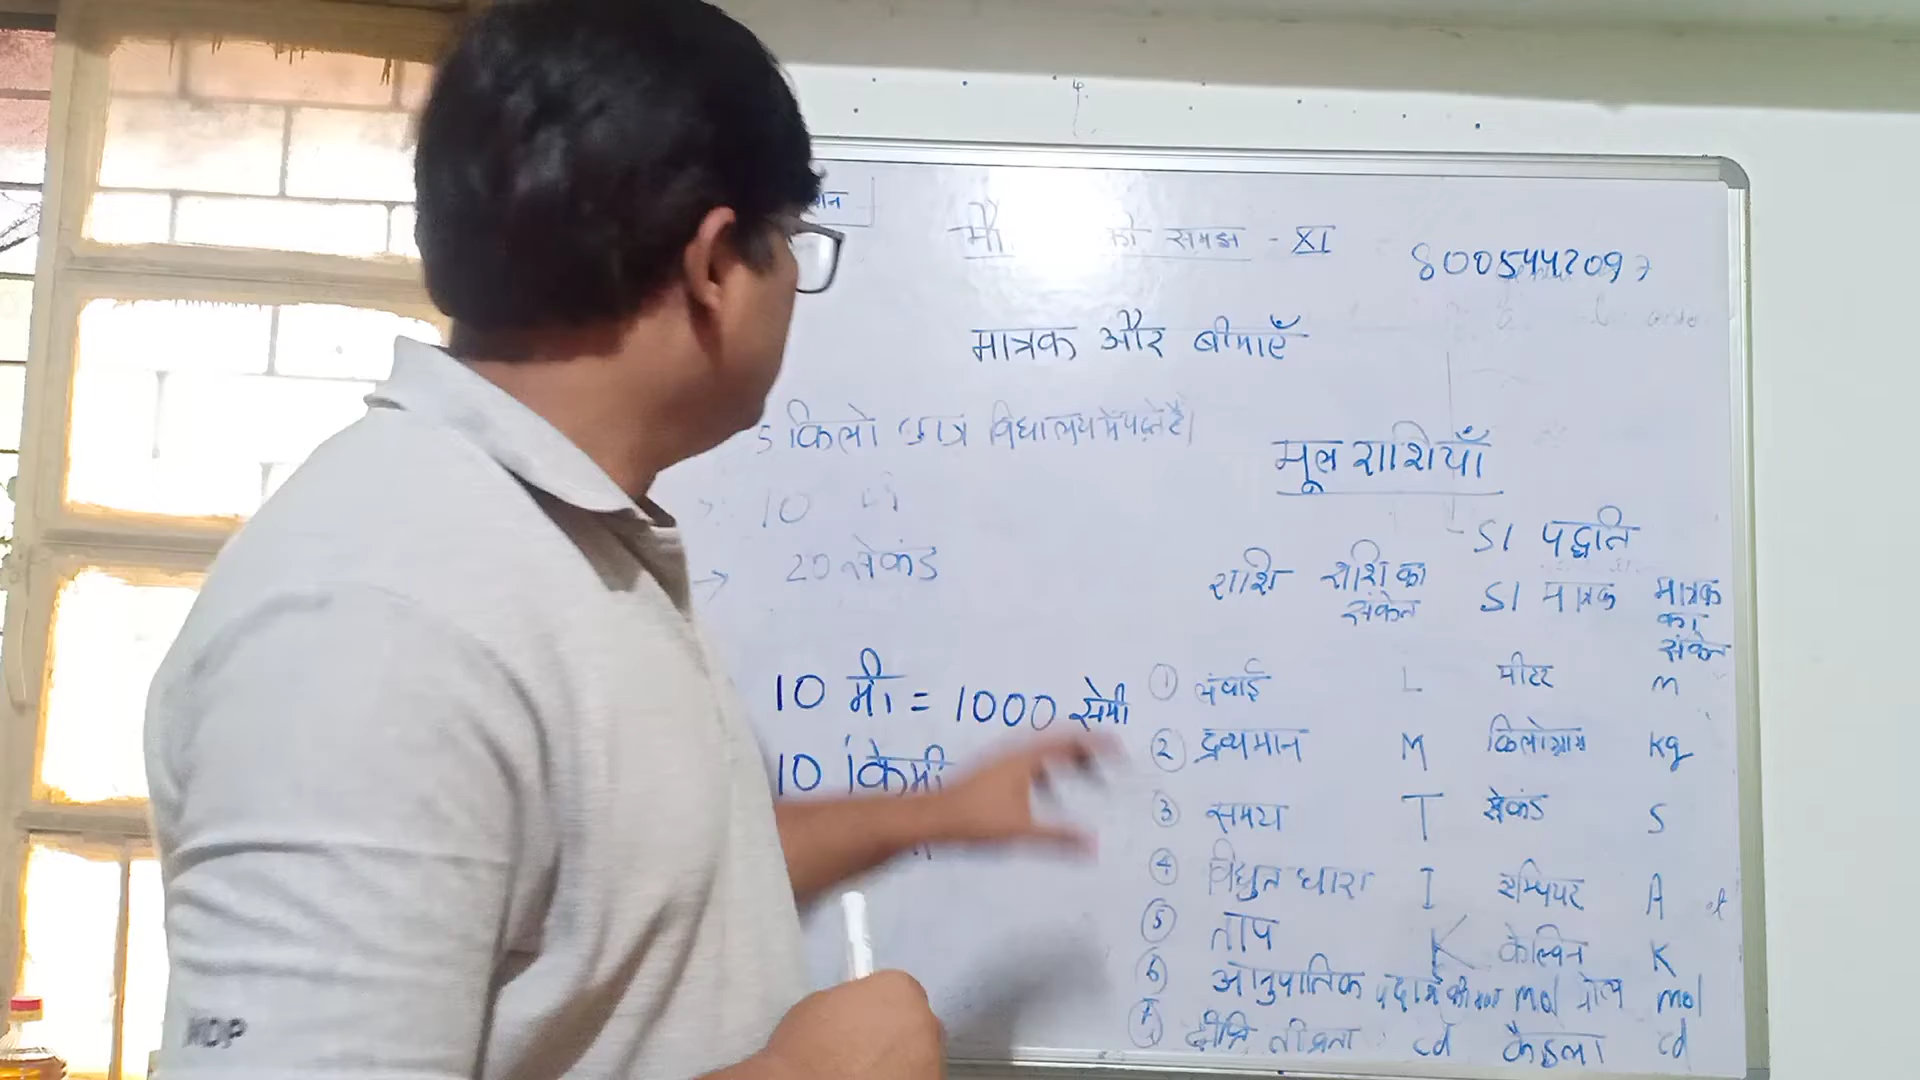 को समझ - XI
8005442097
मात्रक और बीमाएँ
5 किलो छात्र विद्यालय में पढ़ते हैं।
मूल राशियाँ
10
SI पद्धति
→ 20 सेकंड
राशि राशि का संकेत SI मात्रक मात्रक का संकेत
10 मी = 1000 सेमी
① लंबाई L मीटर m
10 किमी
② द्रव्यमान M किलोग्राम Kg
③ समय T सेकंड S
④ विद्युत धारा I एम्पियर A
⑤ ताप K केल्विन K
⑥ आनुपातिक पदार्थ की mol मोल mol
⑦ दीप्ति तीव्रता cd कैंडला cd
MDP